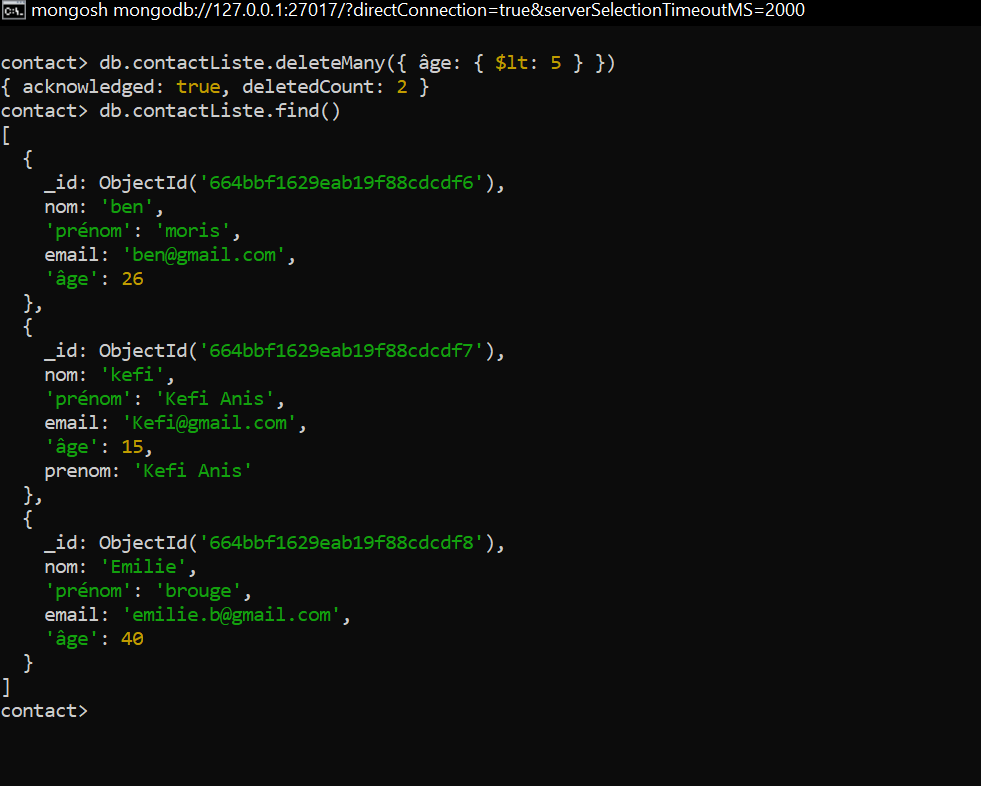 C:\. mongosh mongodb://127.0.0.1:27017/?directConnection=true&serverSelectionTimeoutMS=2000
contact> db.contactListe.deleteMany({ âge: { $lt: 5 } })
{ acknowledged: true, deletedCount: 2 }
contact> db.contactListe.find()
[
  {
    _id: ObjectId('664bbf1629eab19f88cdcdf6'),
    nom: 'ben',
    'prénom': 'moris',
    email: 'ben@gmail.com',
    'âge': 26
  },
  {
    _id: ObjectId('664bbf1629eab19f88cdcdf7'),
    nom: 'kefi',
    'prénom': 'Kefi Anis',
    email: 'Kefi@gmail.com',
    'âge': 15,
    prenom: 'Kefi Anis'
  },
  {
    _id: ObjectId('664bbf1629eab19f88cdcdf8'),
    nom: 'Emilie',
    'prénom': 'brouge',
    email: 'emilie.b@gmail.com',
    'âge': 40
  }
]
contact>